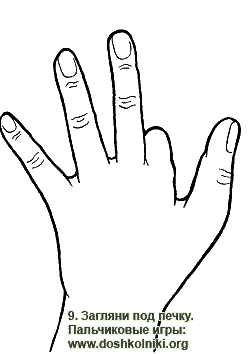 9. Загляни под печку.
Пальчиковые игры:
www.doshkolniki.org